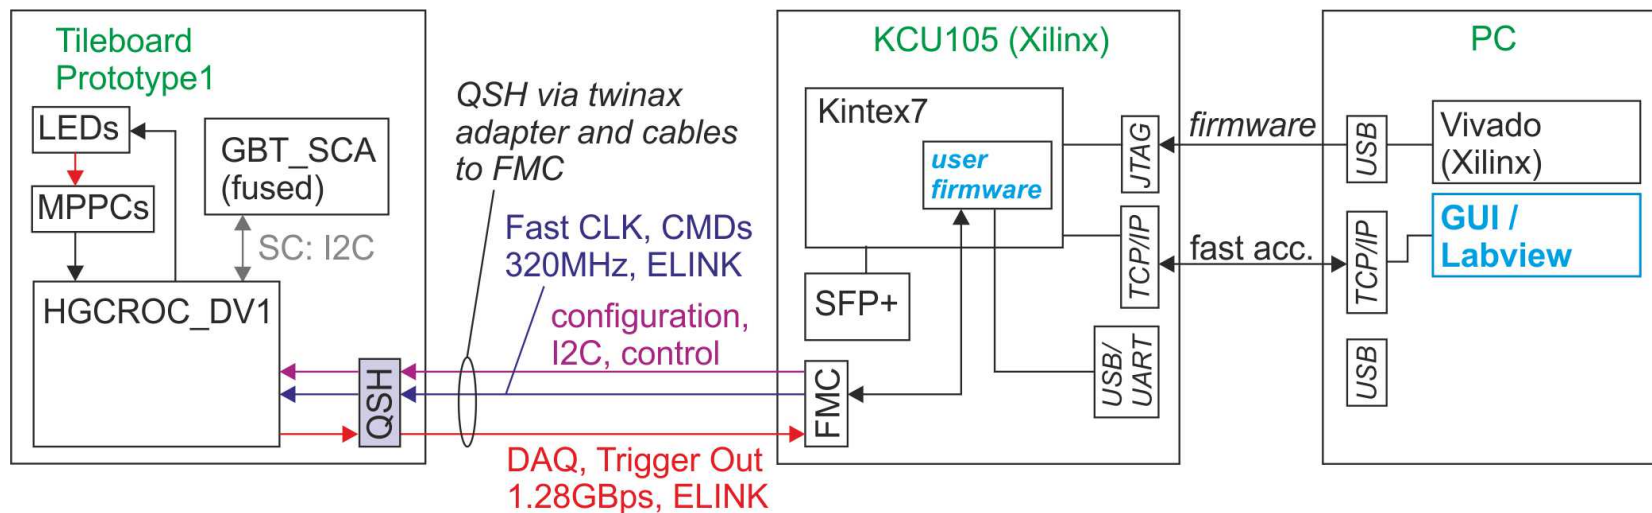 Tileboard
Prototype1
LEDs
MPPCs
GBT_SCA
(fused)
SC: I2C
HGCROC_DV1
QSH
QSH via twinax
adapter and cables
to FMC
Fast CLK, CMDs
320MHz, ELINK
configuration,
I2C, control
DAQ, Trigger Out
1.28GBps, ELINK
KCU105 (Xilinx)
Kintex7
user
firmware
SFP+
FMC
JTAG
TCP/IP
USB/
UART
firmware
fast acc.
PC
USB
TCP/IP
USB
Vivado
(Xilinx)
GUI /
Labview